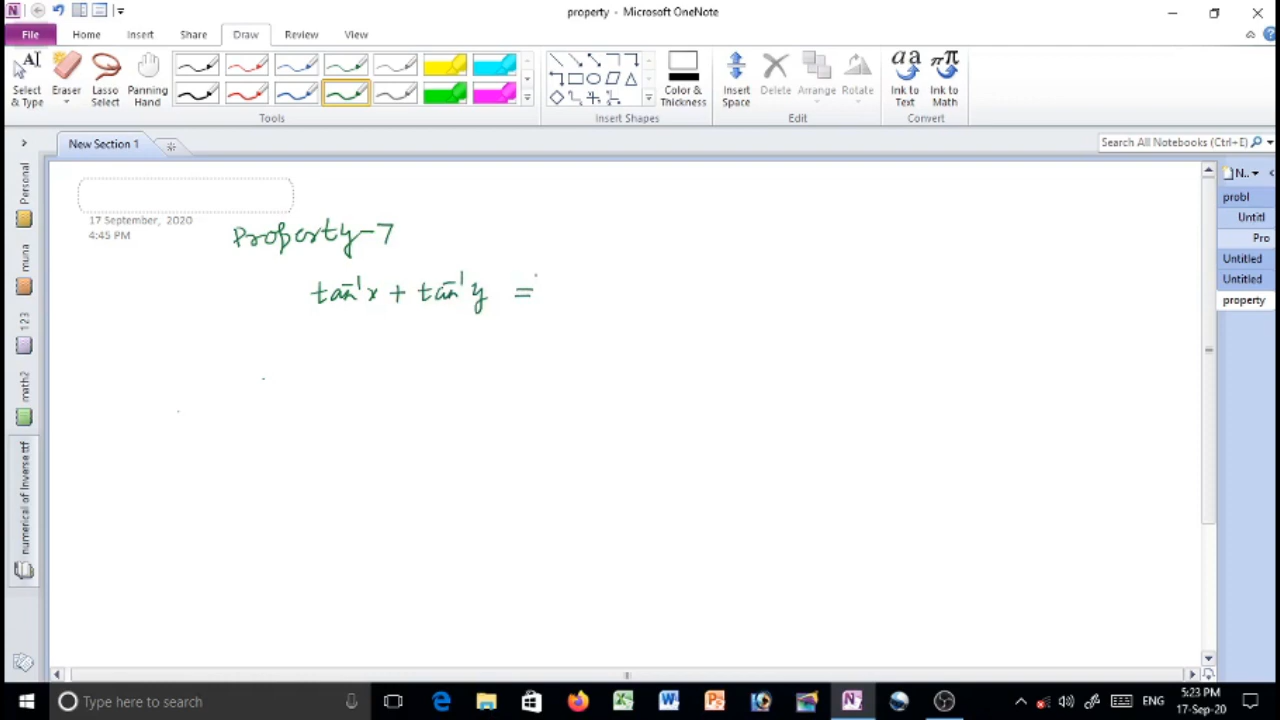 property - Microsoft OneNote
File Home Insert Share Draw Review View
Select & Type
Eraser
Lasso Select
Panning Hand
Color & Thickness
Insert Space
Delete
Arrange
Rotate
Ink to Text
Ink to Math
Tools
Insert Shapes
Edit
Convert
New Section 1
Search All Notebooks (Ctrl+E)
N..
Personal
muna
123
math2
numerical of Inverse ttf
probl
Untitl
Pro
Untitled
Untitled
property
17 September, 2020
4:45 PM
Property-7
tan⁻¹x + tan⁻¹y =
Type here to search
ENG
5:23 PM
17-Sep-20